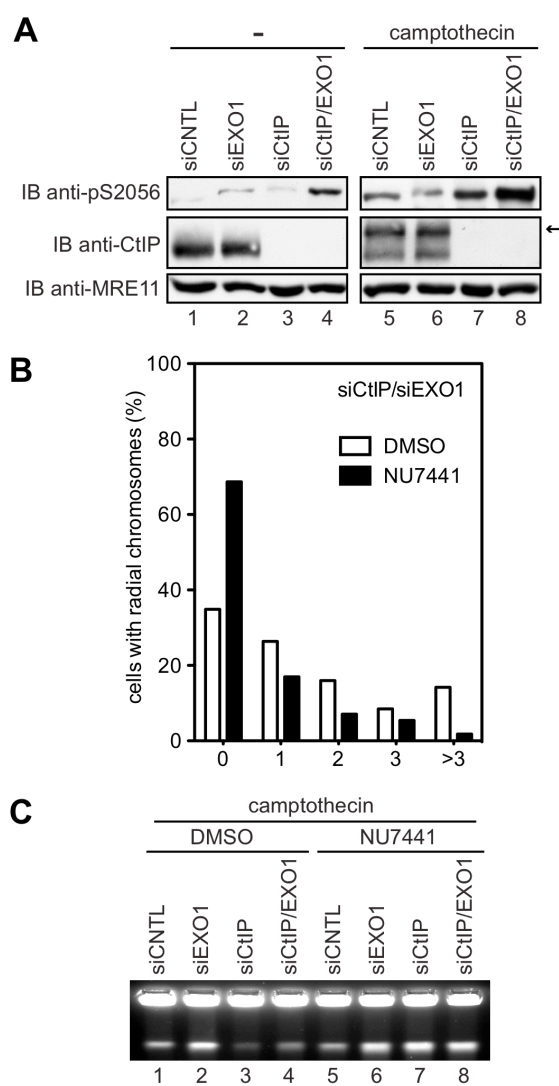 A
-
camptothecin
siCNTL
siEXO1
siCtIP
siCtIP/EXO1
siCNTL
siEXO1
siCtIP
siCtIP/EXO1
IB anti-pS2056
IB anti-CtIP
←
IB anti-MRE11
1 2 3 4 5 6 7 8
B
cells with radial chromosomes (%)
100
80
60
40
20
0
siCtIP/siEXO1
DMSO
NU7441
0 1 2 3 >3
C
camptothecin
DMSO NU7441
siCNTL
siEXO1
siCtIP
siCtIP/EXO1
siCNTL
siEXO1
siCtIP
siCtIP/EXO1
1 2 3 4 5 6 7 8